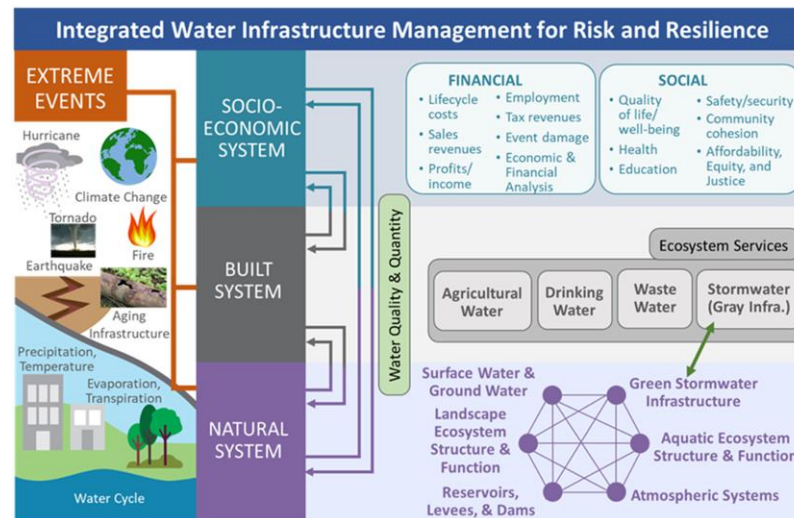 Integrated Water Infrastructure Management for Risk and Resilience
EXTREME
EVENTS
Hurricane
Climate Change
Tornado
Fire
Earthquake
Aging
Infrastructure
Precipitation,
Temperature
Evaporation,
Transpiration
Water Cycle
SOCIO-
ECONOMIC
SYSTEM
BUILT
SYSTEM
NATURAL
SYSTEM
Water Quality & Quantity
FINANCIAL
• Lifecycle
costs
• Sales
revenues
• Profits/
income
• Employment
• Tax revenues
• Event damage
• Economic &
Financial
Analysis
SOCIAL
• Quality
of life/
well-being
• Health
• Education
• Safety/security
• Community
cohesion
• Affordability,
Equity, and
Justice
Ecosystem Services
Agricultural
Water
Drinking
Water
Waste
Water
Stormwater
(Gray Infra.)
Surface Water &
Ground Water
Green Stormwater
Infrastructure
Landscape
Ecosystem
Structure &
Function
Aquatic Ecosystem
Structure & Function
Reservoirs,
Levees, & Dams
Atmospheric Systems